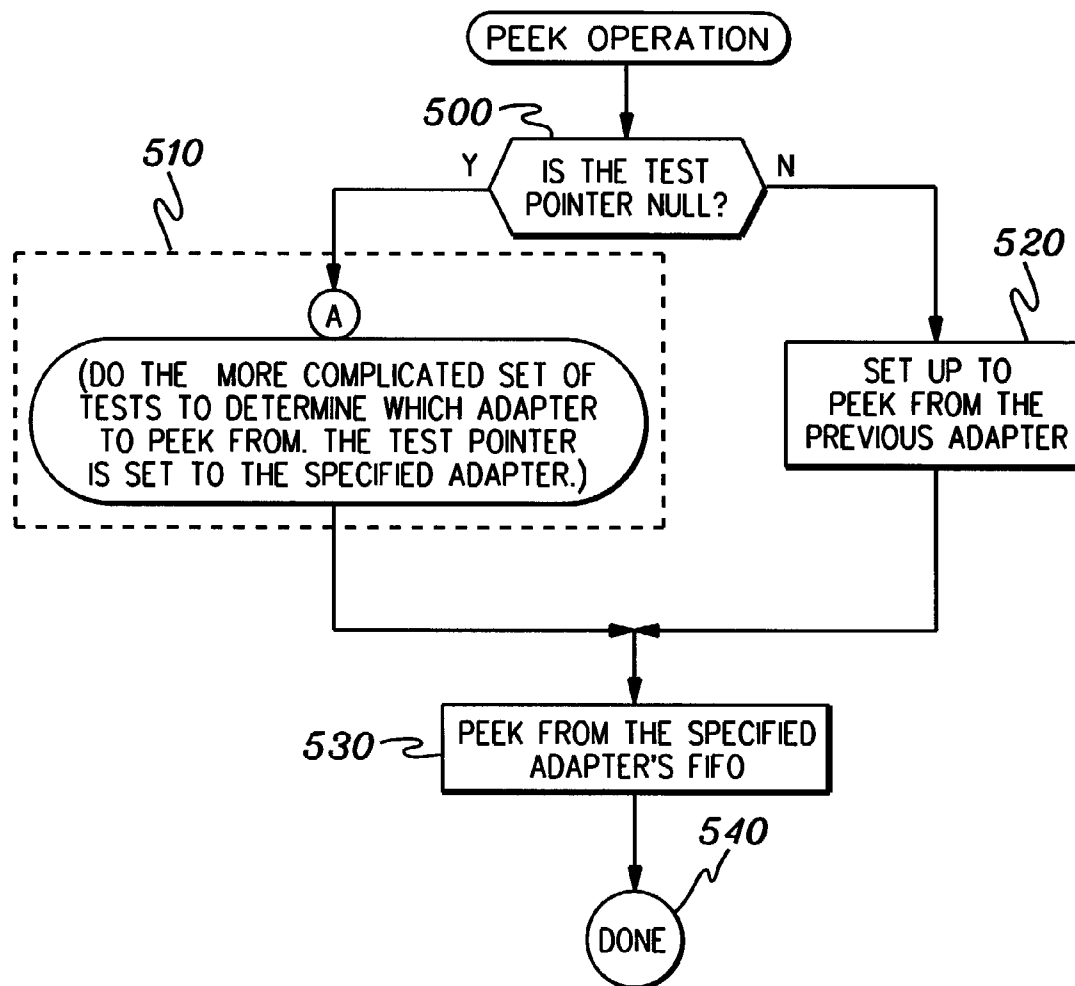 PEEK OPERATION
500
IS THE TEST
POINTER NULL?
Y
N
510
520
A
(DO THE MORE COMPLICATED SET OF
TESTS TO DETERMINE WHICH ADAPTER
TO PEEK FROM. THE TEST POINTER
IS SET TO THE SPECIFIED ADAPTER.)
SET UP TO
PEEK FROM THE
PREVIOUS ADAPTER
530
PEEK FROM THE SPECIFIED
ADAPTER'S FIFO
540
DONE